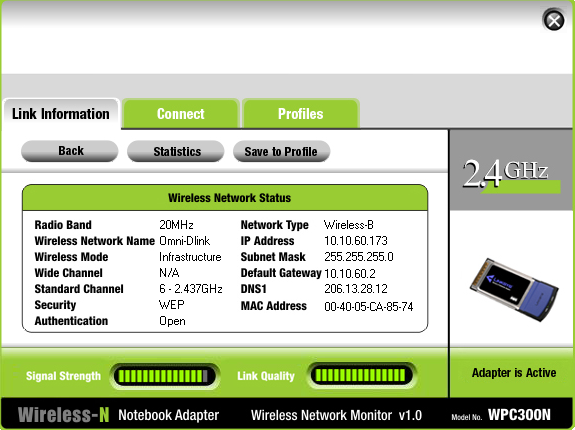 Link Information
Connect
Profiles
Back
Statistics
Save to Profile
2.4GHz
Wireless Network Status
Radio Band 20MHz Network Type Wireless-B
Wireless Network Name Omni-Dlink IP Address 10.10.60.173
Wireless Mode Infrastructure Subnet Mask 255.255.255.0
Wide Channel N/A Default Gateway 10.10.60.2
Standard Channel 6 - 2.437GHz DNS1 206.13.28.12
Security WEP MAC Address 00-40-05-CA-85-74
Authentication Open
Signal Strength
Link Quality
Adapter is Active
Wireless-N Notebook Adapter Wireless Network Monitor v1.0 Model No. WPC300N